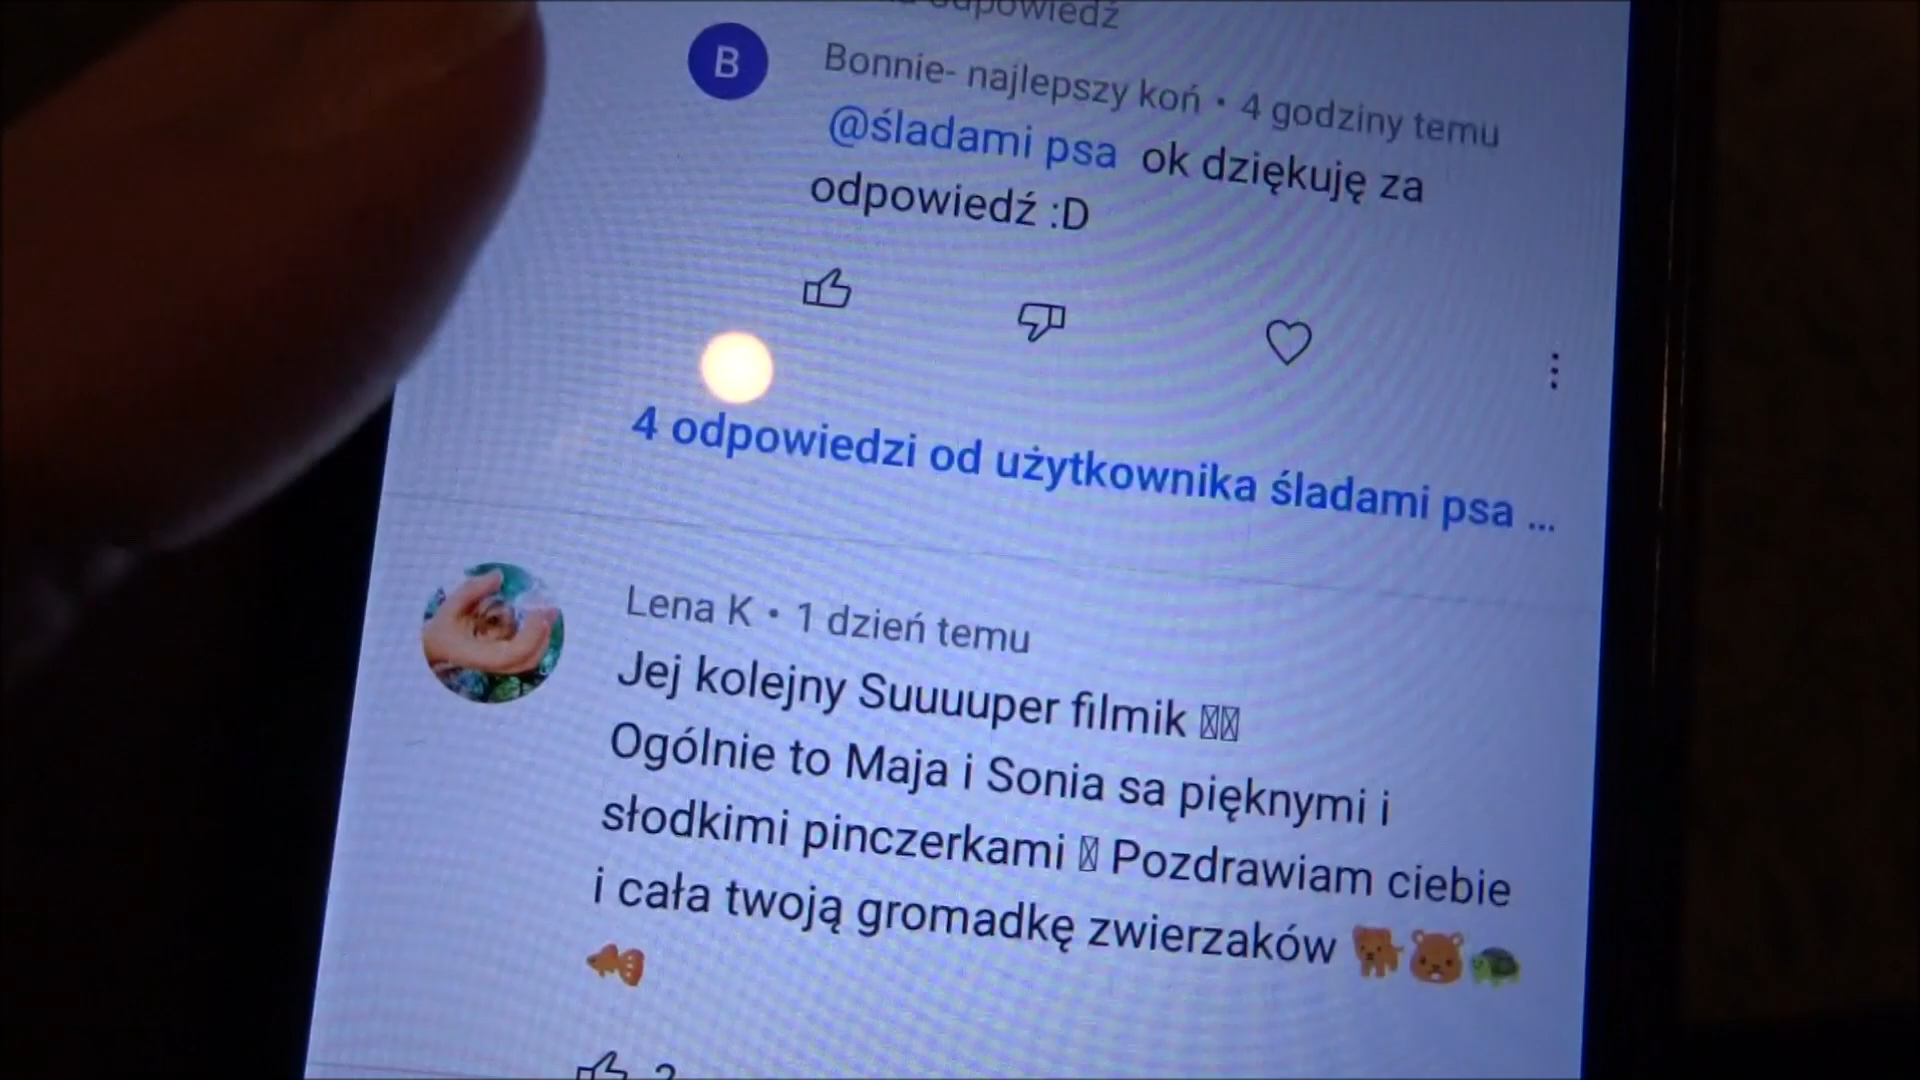 odpowiedź
B
Bonnie- najlepszy koń • 4 godziny temu
@śladami psa ok dziękuję za
odpowiedź :D
4 odpowiedzi od użytkownika śladami psa ...
Lena K • 1 dzień temu
Jej kolejny Suuuuper filmik
Ogólnie to Maja i Sonia sa pięknymi i
słodkimi pinczerkami Pozdrawiam ciebie
i cała twoją gromadkę zwierzaków 🐕🐹🐢
🐠
2